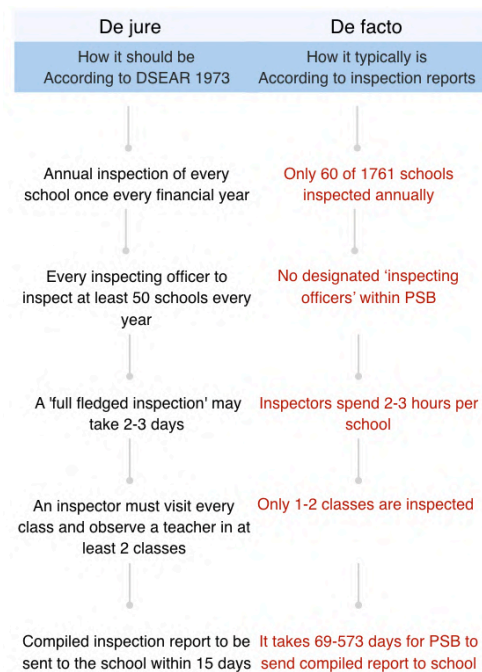 De jure
De facto
How it should be
According to DSEAR 1973
How it typically is
According to inspection reports
Annual inspection of every
school once every financial year
Only 60 of 1761 schools
inspected annually
Every inspecting officer to
inspect at least 50 schools every
year
No designated ‘inspecting
officers’ within PSB
A 'full fledged inspection' may
take 2-3 days
Inspectors spend 2-3 hours per
school
An inspector must visit every
class and observe a teacher in at
least 2 classes
Only 1-2 classes are inspected
Compiled inspection report to be
sent to the school within 15 days
It takes 69-573 days for PSB to
send compiled report to school